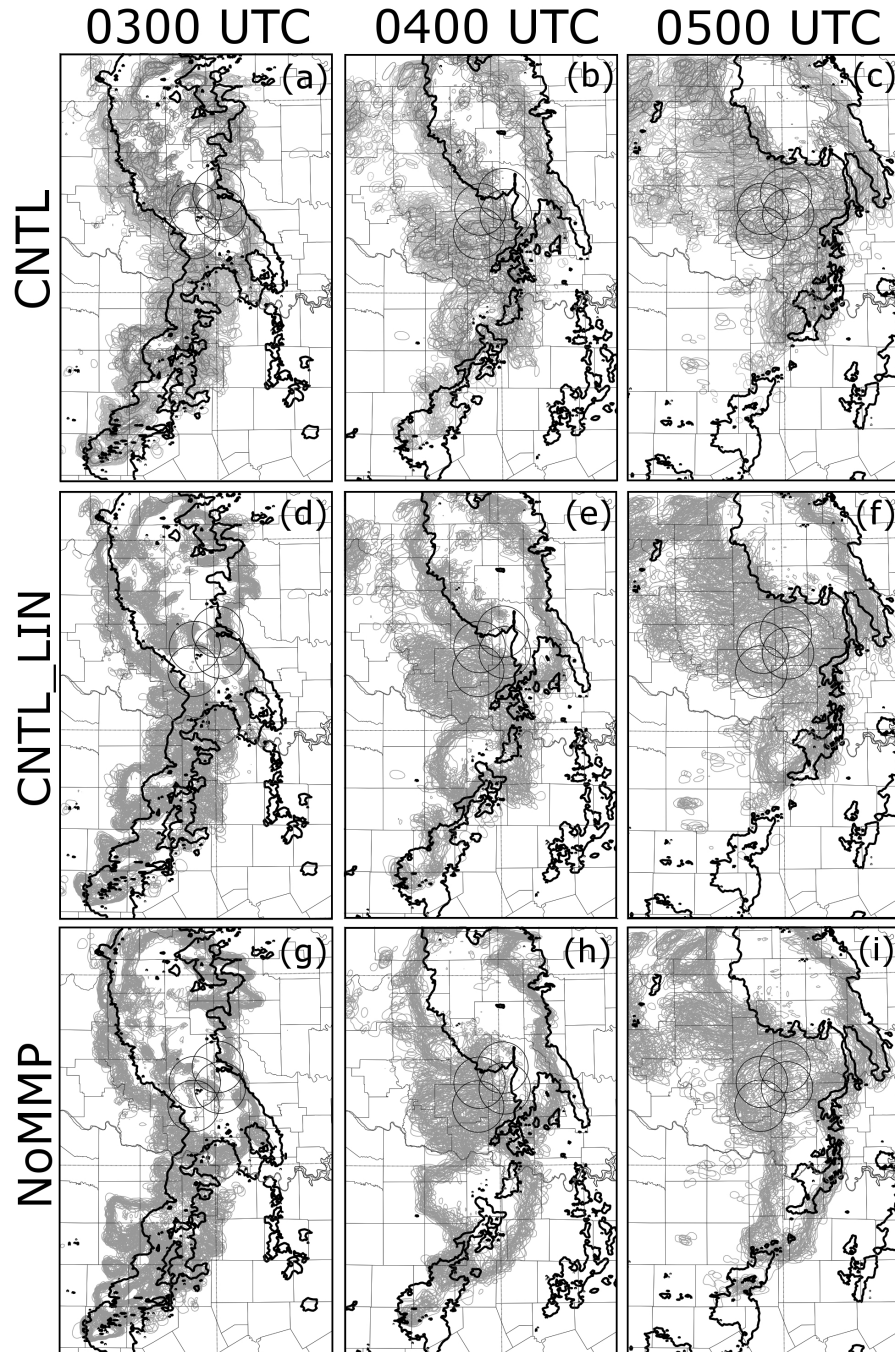 0300 UTC 0400 UTC 0500 UTC
CNTL
(a) (b) (c)
CNTL_LIN
(d) (e) (f)
NoMMP
(g) (h) (i)